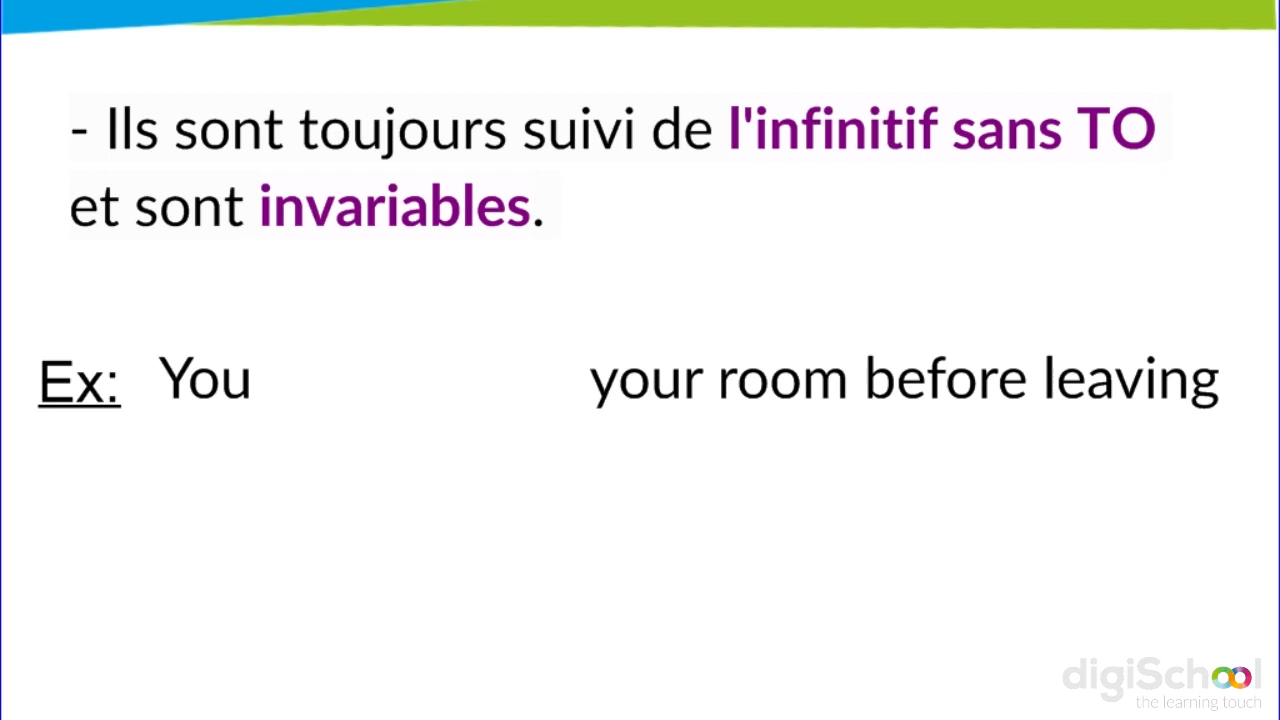 - Ils sont toujours suivi de l'infinitif sans TO
et sont invariables.
Ex: You your room before leaving
digiSchool
the learning touch